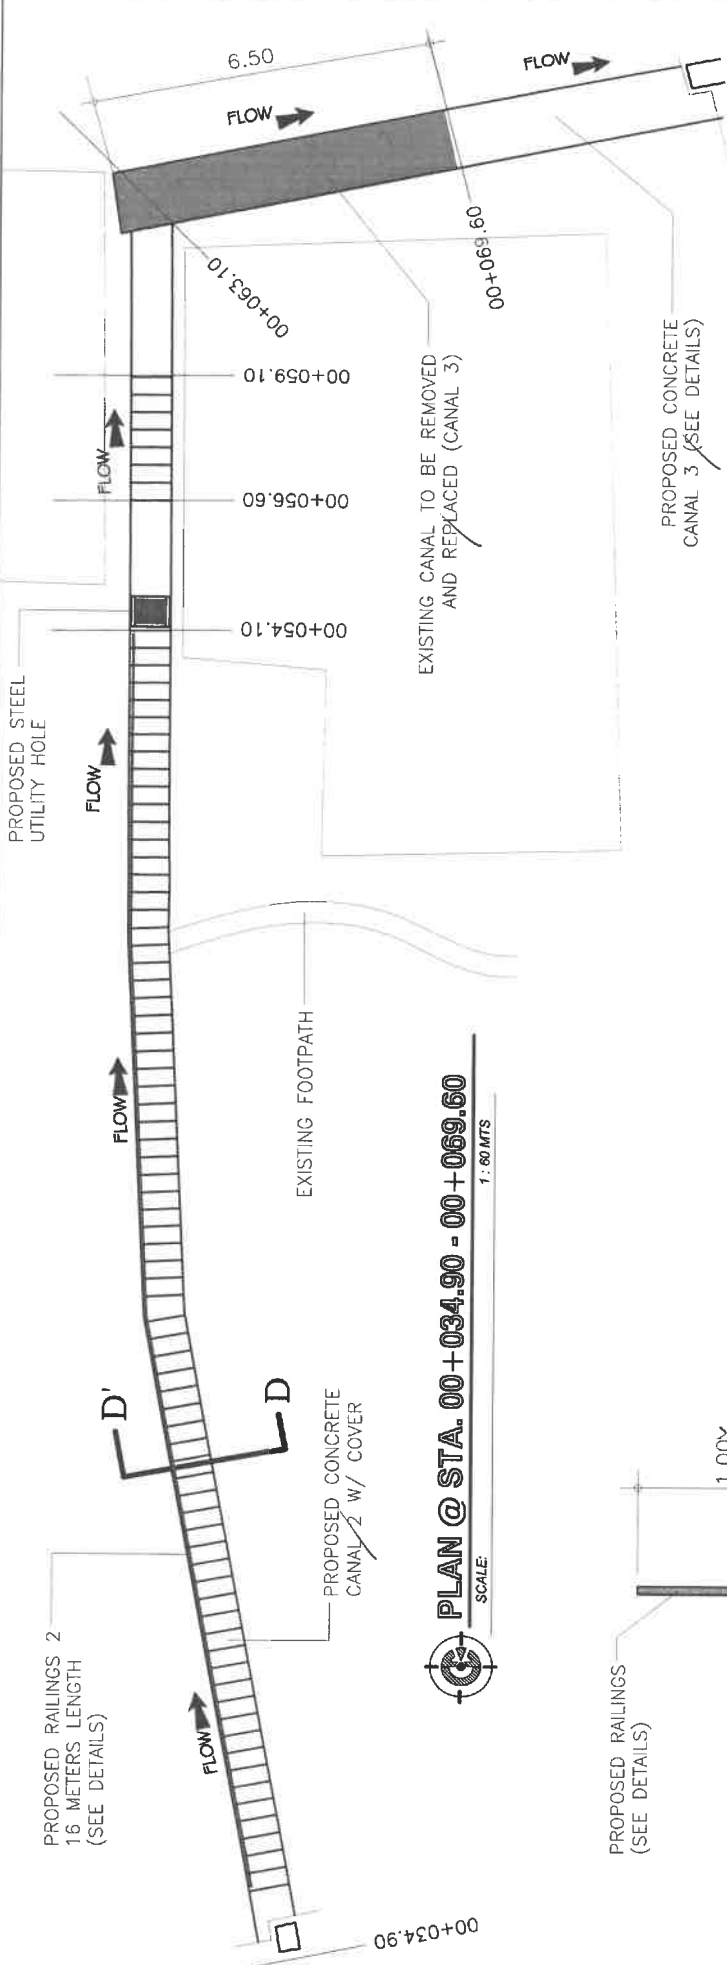 6.50
FLOW
FLOW
00+063.10
00+069.60
00+059.10
FLOW
00+056.60
00+054.10
EXISTING CANAL TO BE REMOVED
AND REPLACED (CANAL 3)
PROPOSED CONCRETE
CANAL 3 (SEE DETAILS)
PROPOSED STEEL
UTILITY HOLE
FLOW
FLOW
EXISTING FOOTPATH
D'
D
PROPOSED CONCRETE
CANAL 2 W/ COVER
PROPOSED RAILINGS 2
16 METERS LENGTH
(SEE DETAILS)
FLOW
00+034.90
PLAN @ STA. 00+034.90 - 00+069.60
SCALE: 1 : 60 MTS
PROPOSED RAILINGS
(SEE DETAILS)